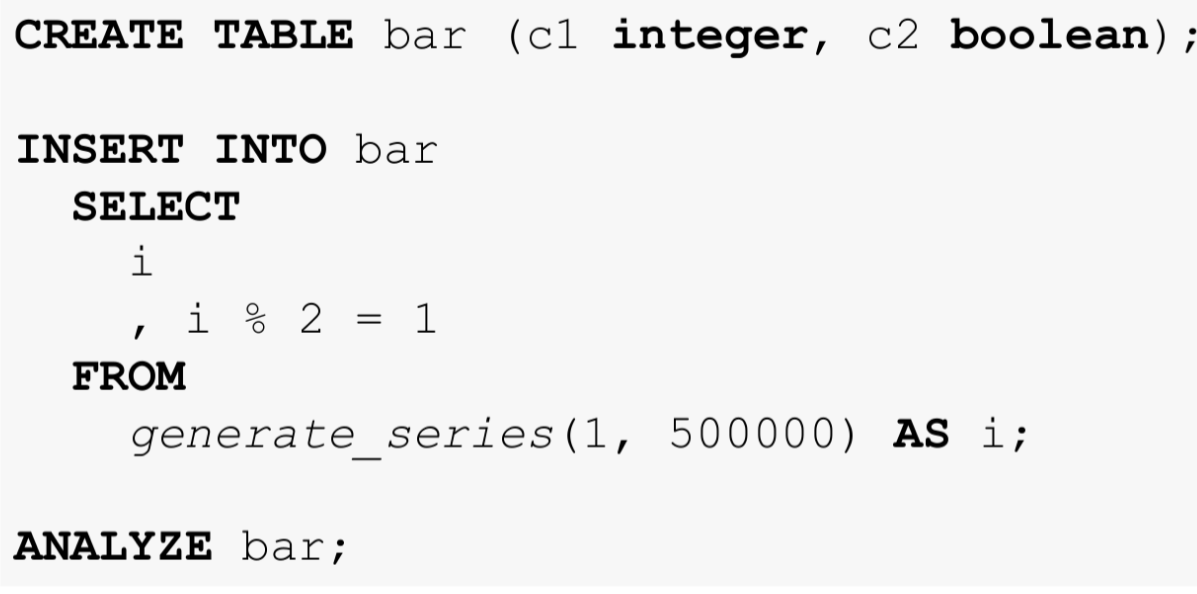 CREATE TABLE bar (c1 integer, c2 boolean);
INSERT INTO bar
SELECT
i
, i % 2 = 1
FROM
generate_series(1, 500000) AS i;
ANALYZE bar;